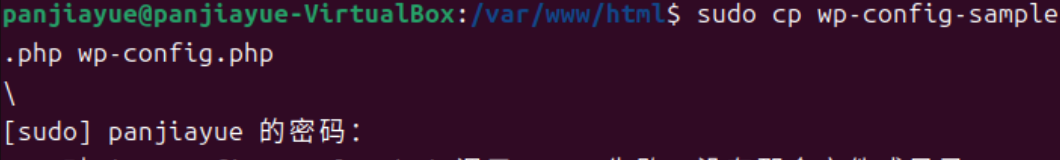 panjiayue@panjiayue-VirtualBox:/var/www/html$ sudo cp wp-config-sample
.php wp-config.php
\
[sudo] panjiayue 的密码：